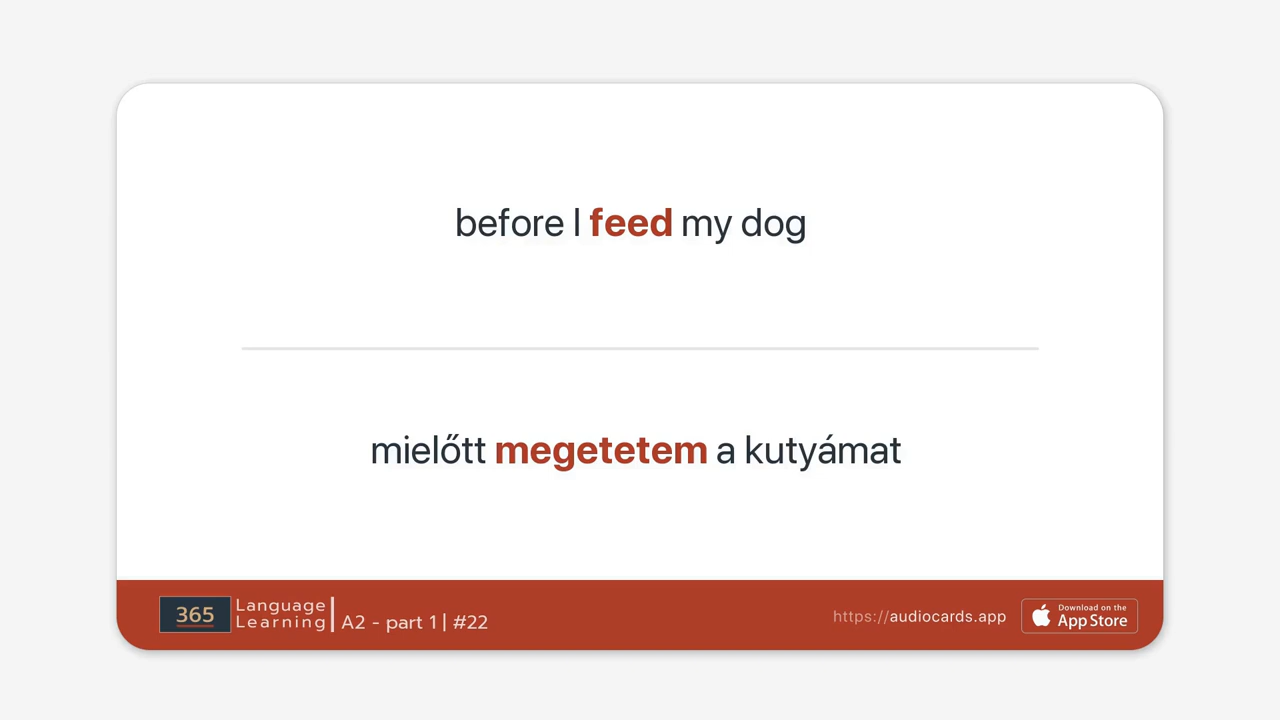 before I feed my dog
mielőtt megetetem a kutyámat
365 Language Learning | A2 - part 1 | #22
https://audiocards.app
Download on the App Store